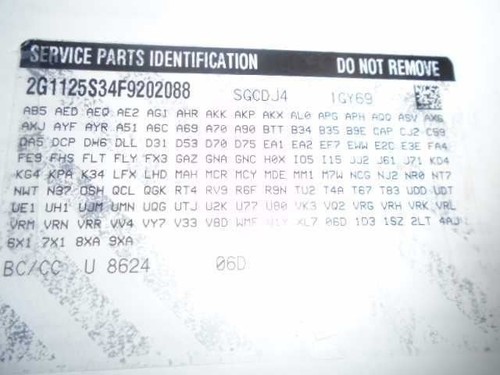 SERVICE PARTS IDENTIFICATION DO NOT REMOVE
2G1125S34F9202088 SGCDJ4 1GY69
AB5 AED AEQ AE2 AG1 AHR AKK AKP AKX AL0 APG APH AQQ ASV AX6
AXJ AYF AYR A51 A6C A69 A70 A90 BTT B34 B35 B9E CAP CJ2 C99
DA5 DCP DH6 DLL D31 D53 D70 D75 EA1 EA2 EF7 EWW E2C E3E FA4
FE9 FHS FLT FLY FX3 GAZ GNA GNC H0X IO5 I15 JJ2 J61 J71 KD4
KG4 KPA K34 LFX LHD MAH MCR MCY MDE MM1 M7W NCG NJ2 NR0 NT7
NWT N37 OSH QCL QGK RT4 RV9 R6F R9N TU2 T4A T67 T83 UDD UDT
UE1 UH1 UJM UMN UQG UTJ U2K U77 U80 VK3 VRG VRH VRK VRL
VRM VRN VRR VV4 VY7 V33 V8D WMF XL7 06D 1D3 1SZ 2LT 4AJ
6X1 7X1 8XA 9XA
BC/CC U 8624 06D